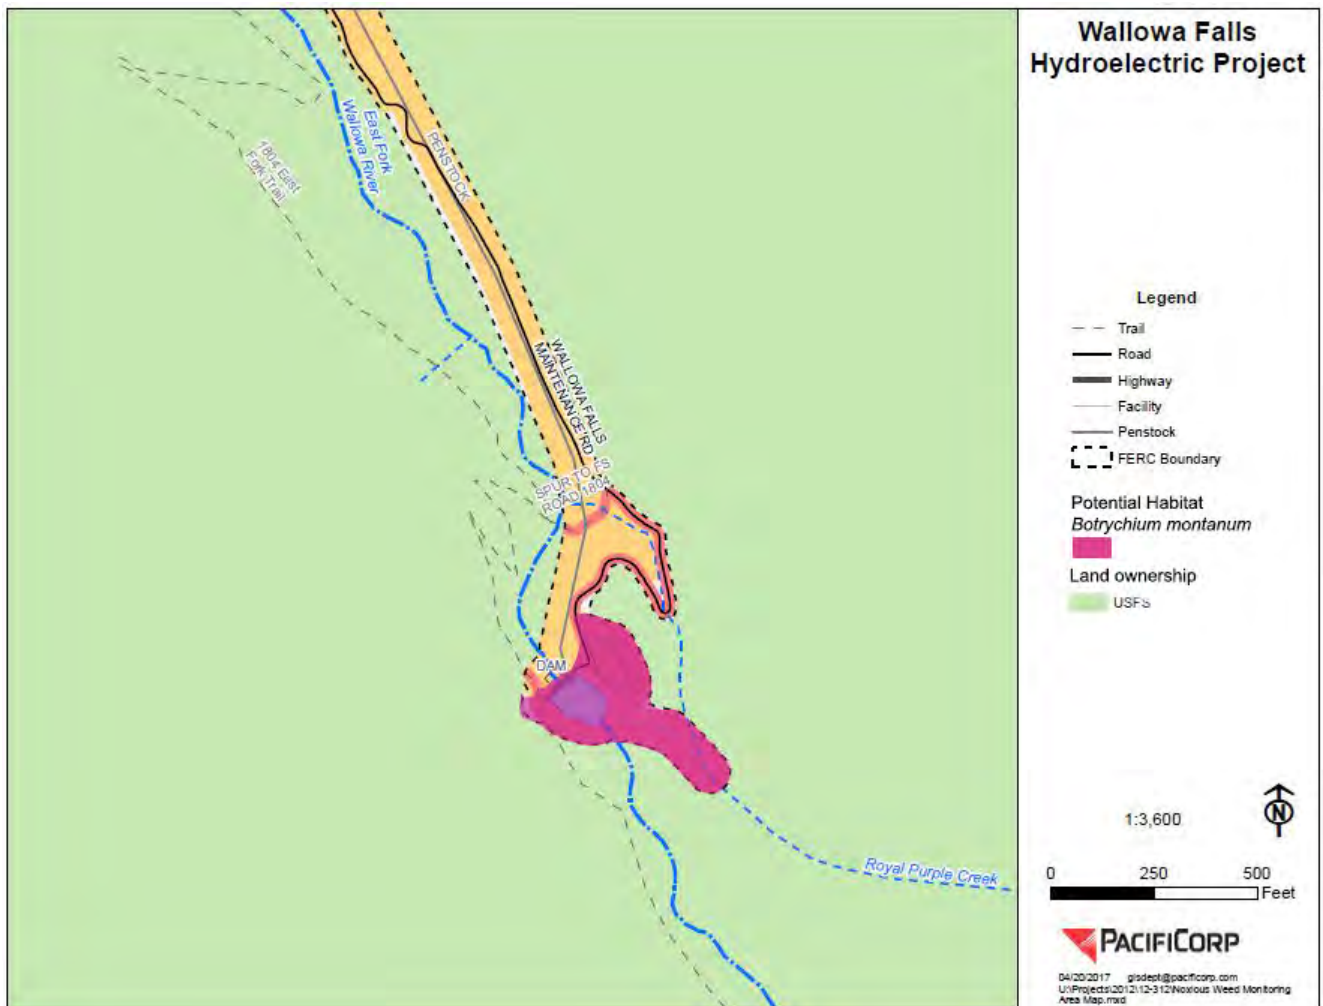 Wallowa Falls
Hydroelectric Project
East Fork
Wallowa River
PENSTOCK
1804 East
Fork Trail
WALLOWA FALLS
MAINTENANCE RD
SPUR TO FS
ROAD 1804
DAM
Royal Purple Creek
Legend
Trail
Road
Highway
Facility
Penstock
FERC Boundary
Potential Habitat
Botrychium montanum
Land ownership
USFS
1:3,600
N
0 250 500
Feet
PACIFICORP
04/20/2017 gisdept@pacificorp.com
U:\Projects\2012\12-312\Noxious Weed Monitoring
Area Map.mxd